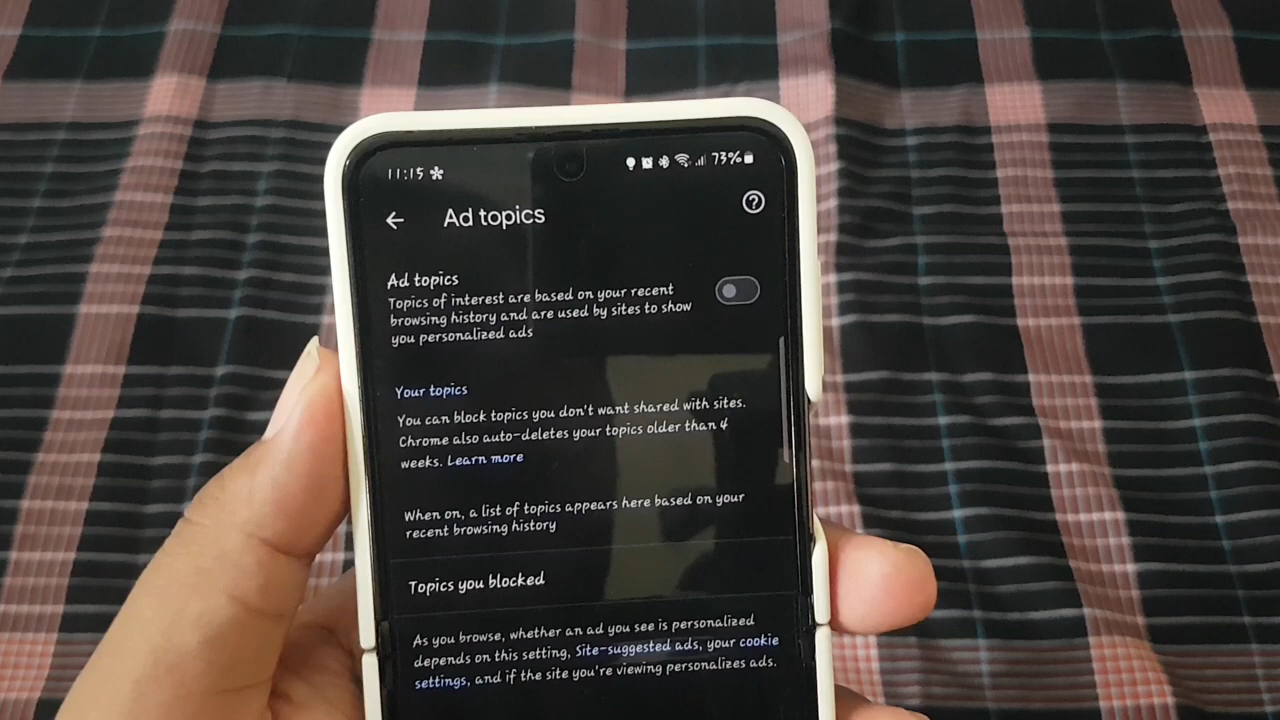 11:15 73%
Ad topics
Ad topics
Topics of interest are based on your recent
browsing history and are used by sites to show
you personalized ads
Your topics
You can block topics you don't want shared with sites.
Chrome also auto-deletes your topics older than 4
weeks. Learn more
When on, a list of topics appears here based on your
recent browsing history
Topics you blocked
As you browse, whether an ad you see is personalized
depends on this setting, Site-suggested ads, your cookie
settings, and if the site you're viewing personalizes ads.